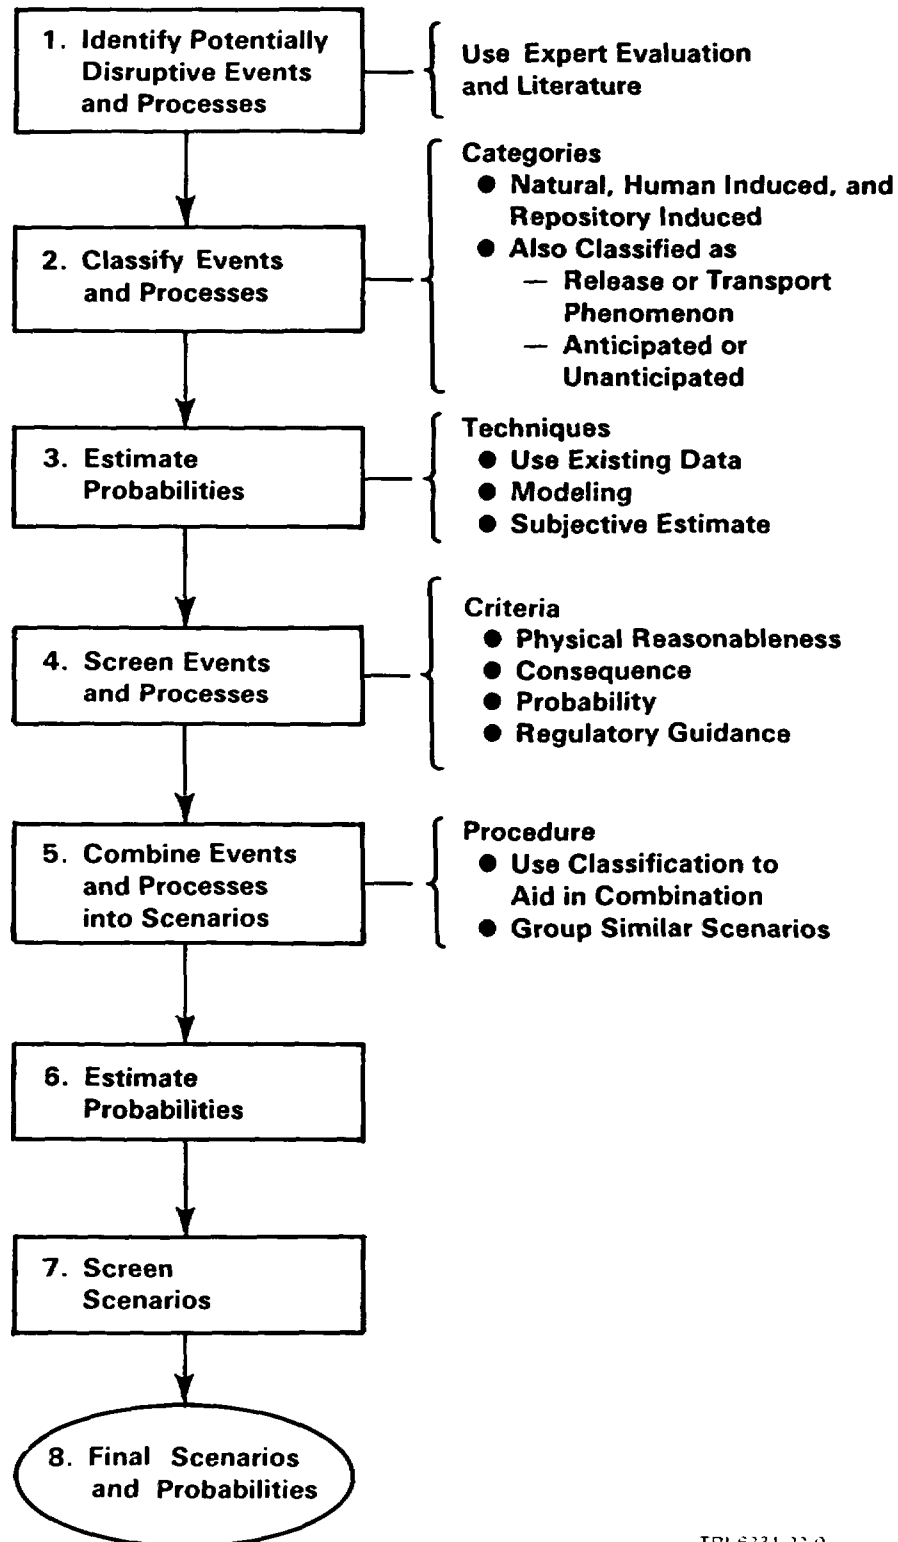 1. Identify Potentially
Disruptive Events
and Processes
Use Expert Evaluation
and Literature
2. Classify Events
and Processes
Categories
● Natural, Human Induced, and
Repository Induced
● Also Classified as
— Release or Transport
Phenomenon
— Anticipated or
Unanticipated
3. Estimate
Probabilities
Techniques
● Use Existing Data
● Modeling
● Subjective Estimate
4. Screen Events
and Processes
Criteria
● Physical Reasonableness
● Consequence
● Probability
● Regulatory Guidance
5. Combine Events
and Processes
into Scenarios
Procedure
● Use Classification to
Aid in Combination
● Group Similar Scenarios
6. Estimate
Probabilities
7. Screen
Scenarios
8. Final Scenarios
and Probabilities